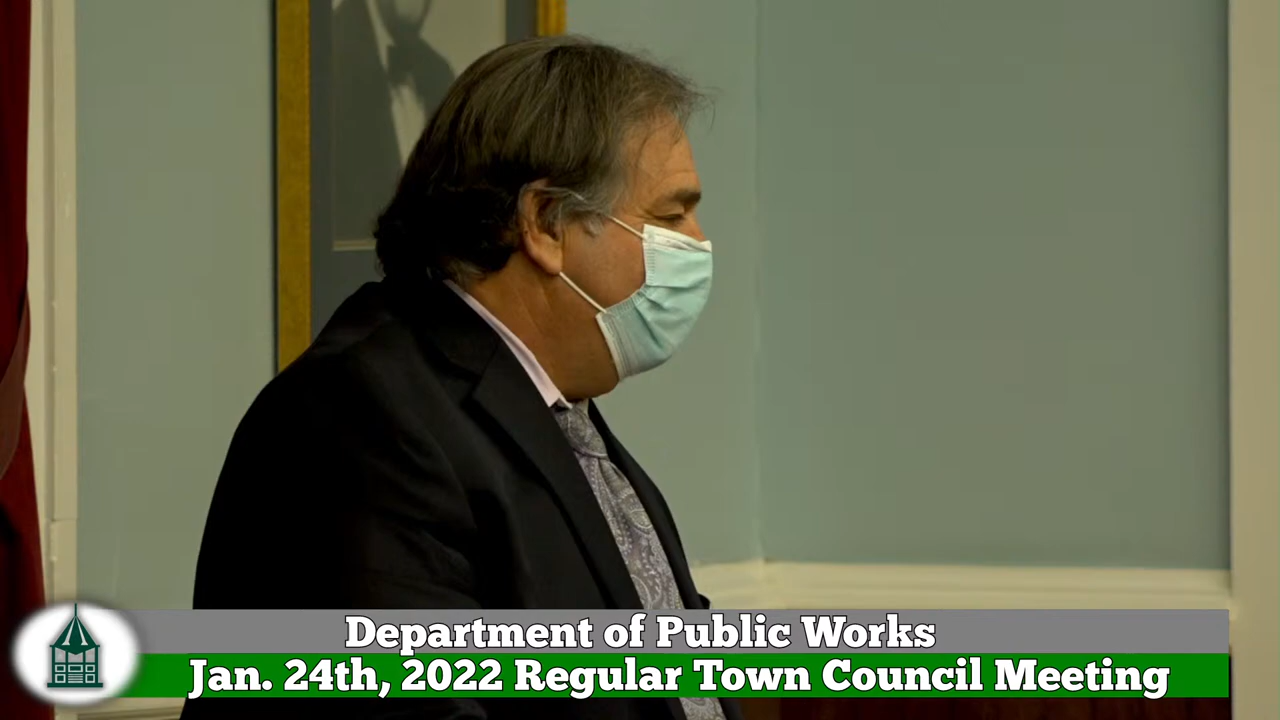 Department of Public Works
Jan. 24th, 2022 Regular Town Council Meeting